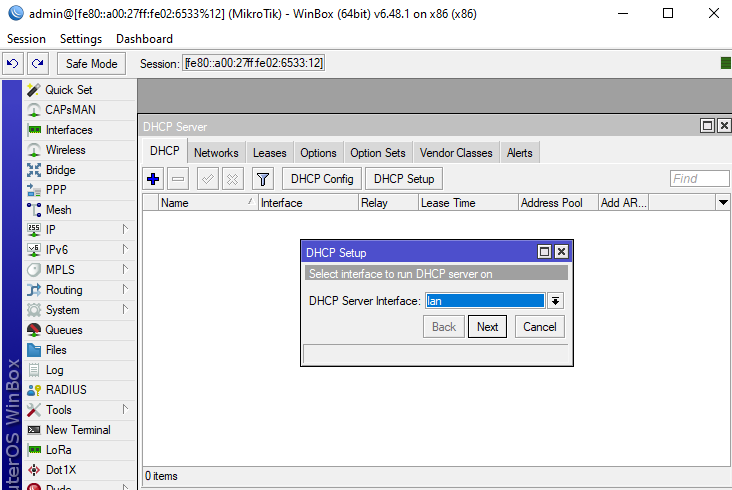 admin@[fe80::a00:27ff:fe02:6533%12] (MikroTik) - WinBox (64bit) v6.48.1 on x86 (x86)
Session Settings Dashboard
Safe Mode Session: [fe80::a00:27ff:fe02:6533:12]
Quick Set
CAPsMAN
Interfaces
Wireless
Bridge
PPP
Mesh
IP
IPv6
MPLS
Routing
System
Queues
Files
Log
RADIUS
Tools
New Terminal
LoRa
Dot1X
Dude
uterOS WinBox
DHCP Server
DHCP Networks Leases Options Option Sets Vendor Classes Alerts
DHCP Config DHCP Setup Find
Name / Interface Relay Lease Time Address Pool Add AR...
DHCP Setup
Select interface to run DHCP server on
DHCP Server Interface: lan
Back Next Cancel
0 items